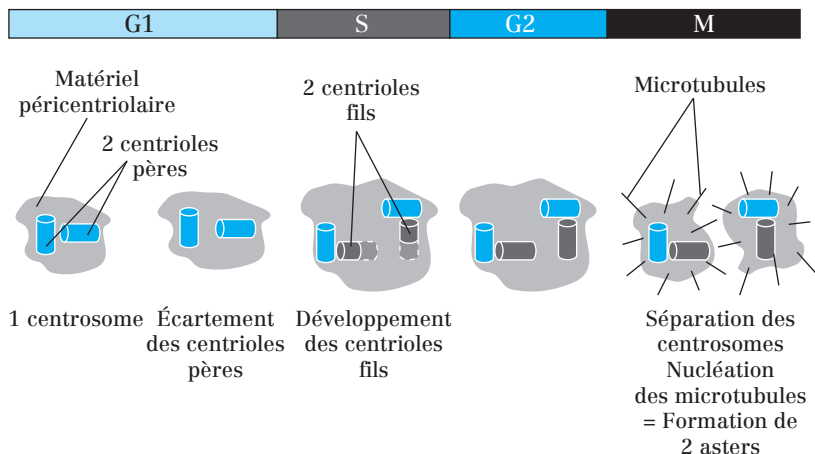 G1 S G2 M
Matériel
péricentriolaire
2 centrioles
pères
2 centrioles
fils
Microtubules
1 centrosome
Écartement
des centrioles
pères
Développement
des centrioles
fils
Séparation des
centrosomes
Nucléation
des microtubules
= Formation de
2 asters